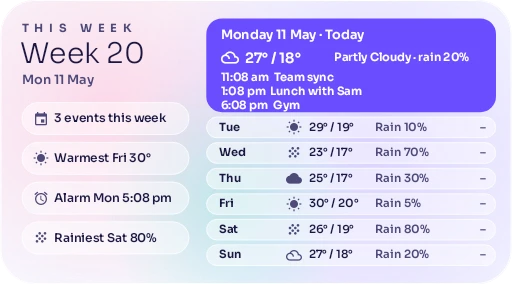 THIS WEEK
Week 20
Mon 11 May
3 events this week
Warmest Fri 30°
Alarm Mon 5:08 pm
Rainiest Sat 80%
Monday 11 May · Today
27° / 18° Partly Cloudy · rain 20%
11:08 am Team sync
1:08 pm Lunch with Sam
6:08 pm Gym
Tue 29° / 19° Rain 10% –
Wed 23° / 17° Rain 70% –
Thu 25° / 17° Rain 30% –
Fri 30° / 20° Rain 5% –
Sat 26° / 19° Rain 80% –
Sun 27° / 18° Rain 20% –